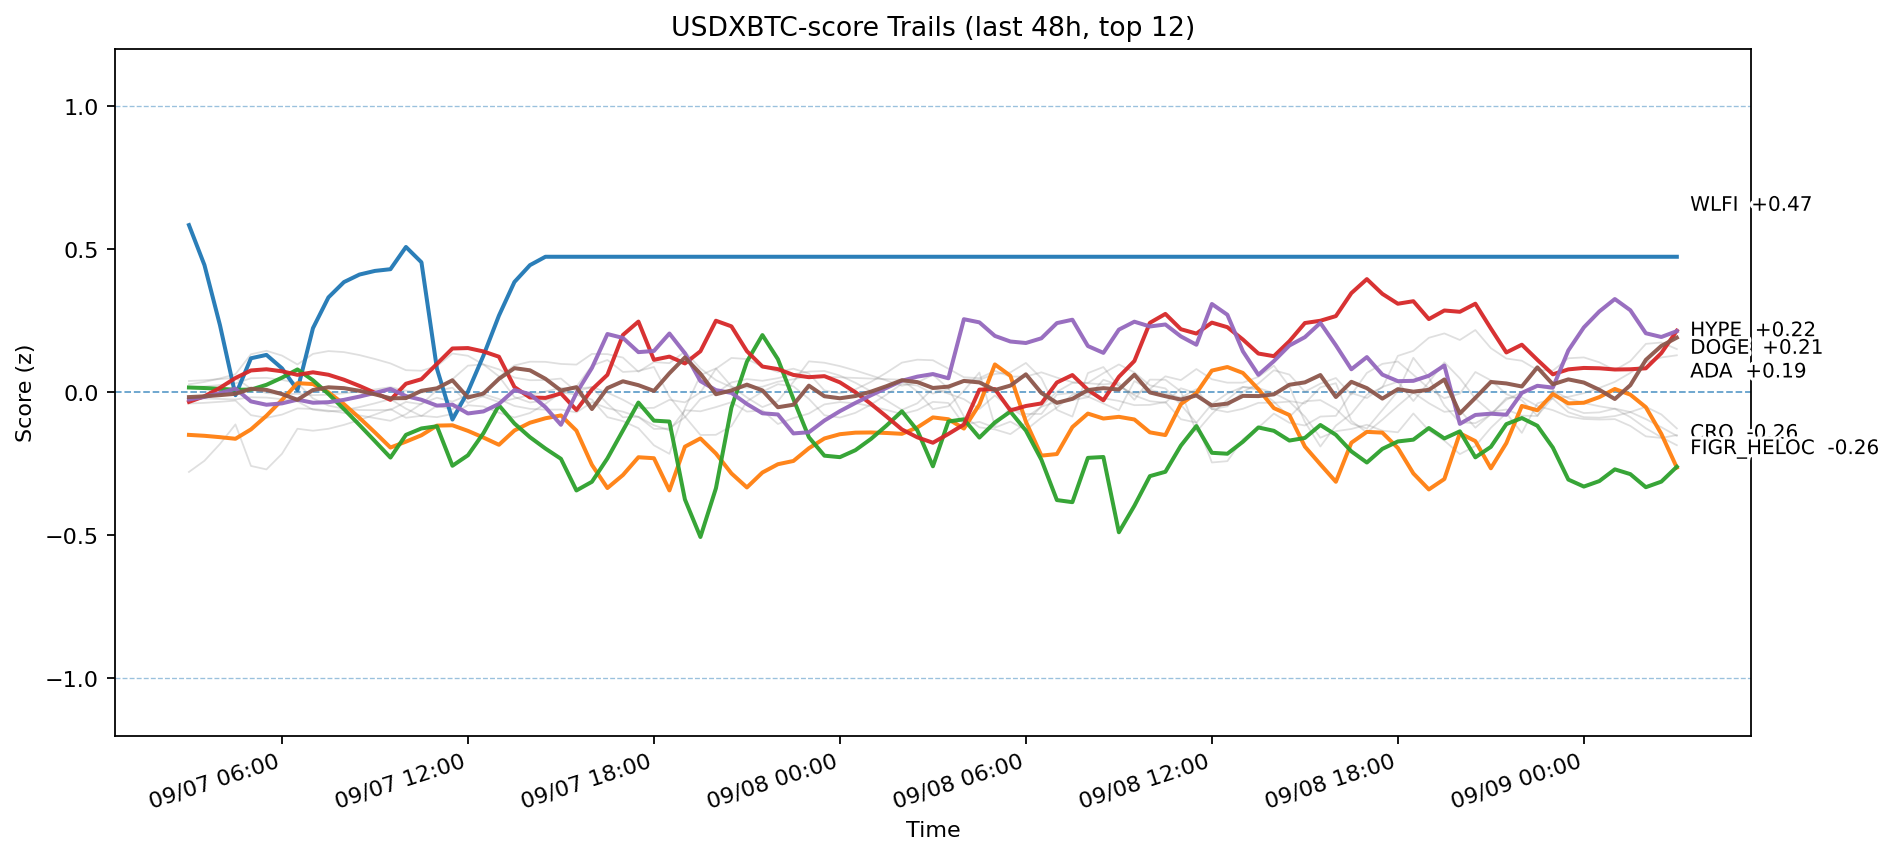 USDXBTC-score Trails (last 48h, top 12)
1.0
0.5
0.0
−0.5
−1.0
Score (z)
WLFI +0.47
HYPE +0.22
DOGE +0.21
ADA +0.19
CRO -0.26
FIGR_HELOC -0.26
09/07 06:00
09/07 12:00
09/07 18:00
09/08 00:00
09/08 06:00
09/08 12:00
09/08 18:00
09/09 00:00
Time